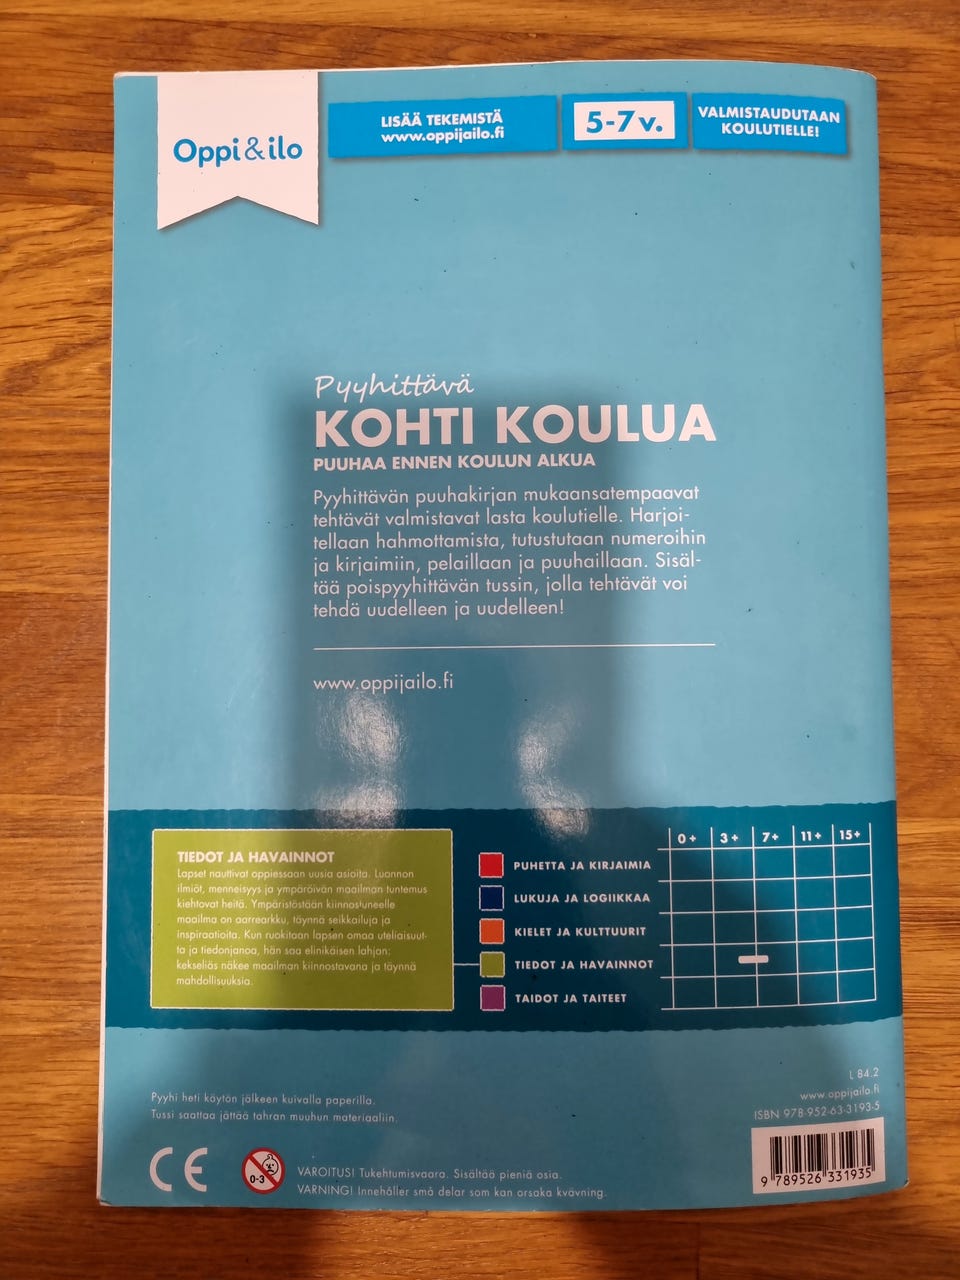 Oppi&ilo
LISÄÄ TEKEMISTÄ
www.oppijailo.fi
5-7 v.
VALMISTAUDUTAAN
KOULUTIELLE!
Pyyhittävä
KOHTI KOULUA
PUUHAA ENNEN KOULUN ALKUA
Pyyhittävän puuhakirjan mukaansatempaavat
tehtävät valmistavat lasta koulutielle. Harjoi-
tellaan hahmottamista, tutustutaan numeroihin
ja kirjaimiin, pelaillaan ja puuhaillaan. Sisäl-
tää poispyyhittävän tussin, jolla tehtävät voi
tehdä uudelleen ja uudelleen!
www.oppijailo.fi
TIEDOT JA HAVAINNOT
Lapset nauttivat oppiessaan uusia asioita. Luonnon
ilmiöt, menneisyys ja ympäröivän maailman tuntemus
kiehtovat heitä. Ympäristöstään kiinnostuneelle
maailma on aarrearkku, täynnä seikkailuja ja
inspiraatioita. Kun ruokitaan lapsen omaa uteliaisuut-
ta ja tiedonjanoa, hän saa elinikäisen lahjan:
kekseliäs näkee maailman kiinnostavana ja täynnä
mahdollisuuksia.
0+ 3+ 7+ 11+ 15+
PUHETTA JA KIRJAIMIA
LUKUJA JA LOGIIKKAA
KIELET JA KULTTUURIT
TIEDOT JA HAVAINNOT
TAIDOT JA TAITEET
Pyyhi heti käytön jälkeen kuivalla paperilla.
Tussi saattaa jättää tahran muuhun materiaaliin.
L 84.2
www.oppijailo.fi
ISBN 978-952-63-3193-5
CE
0-3
VAROITUS! Tukehtumisvaara. Sisältää pieniä osia.
VARNING! Innehåller små delar som kan orsaka kvävning.
9 789526 331935